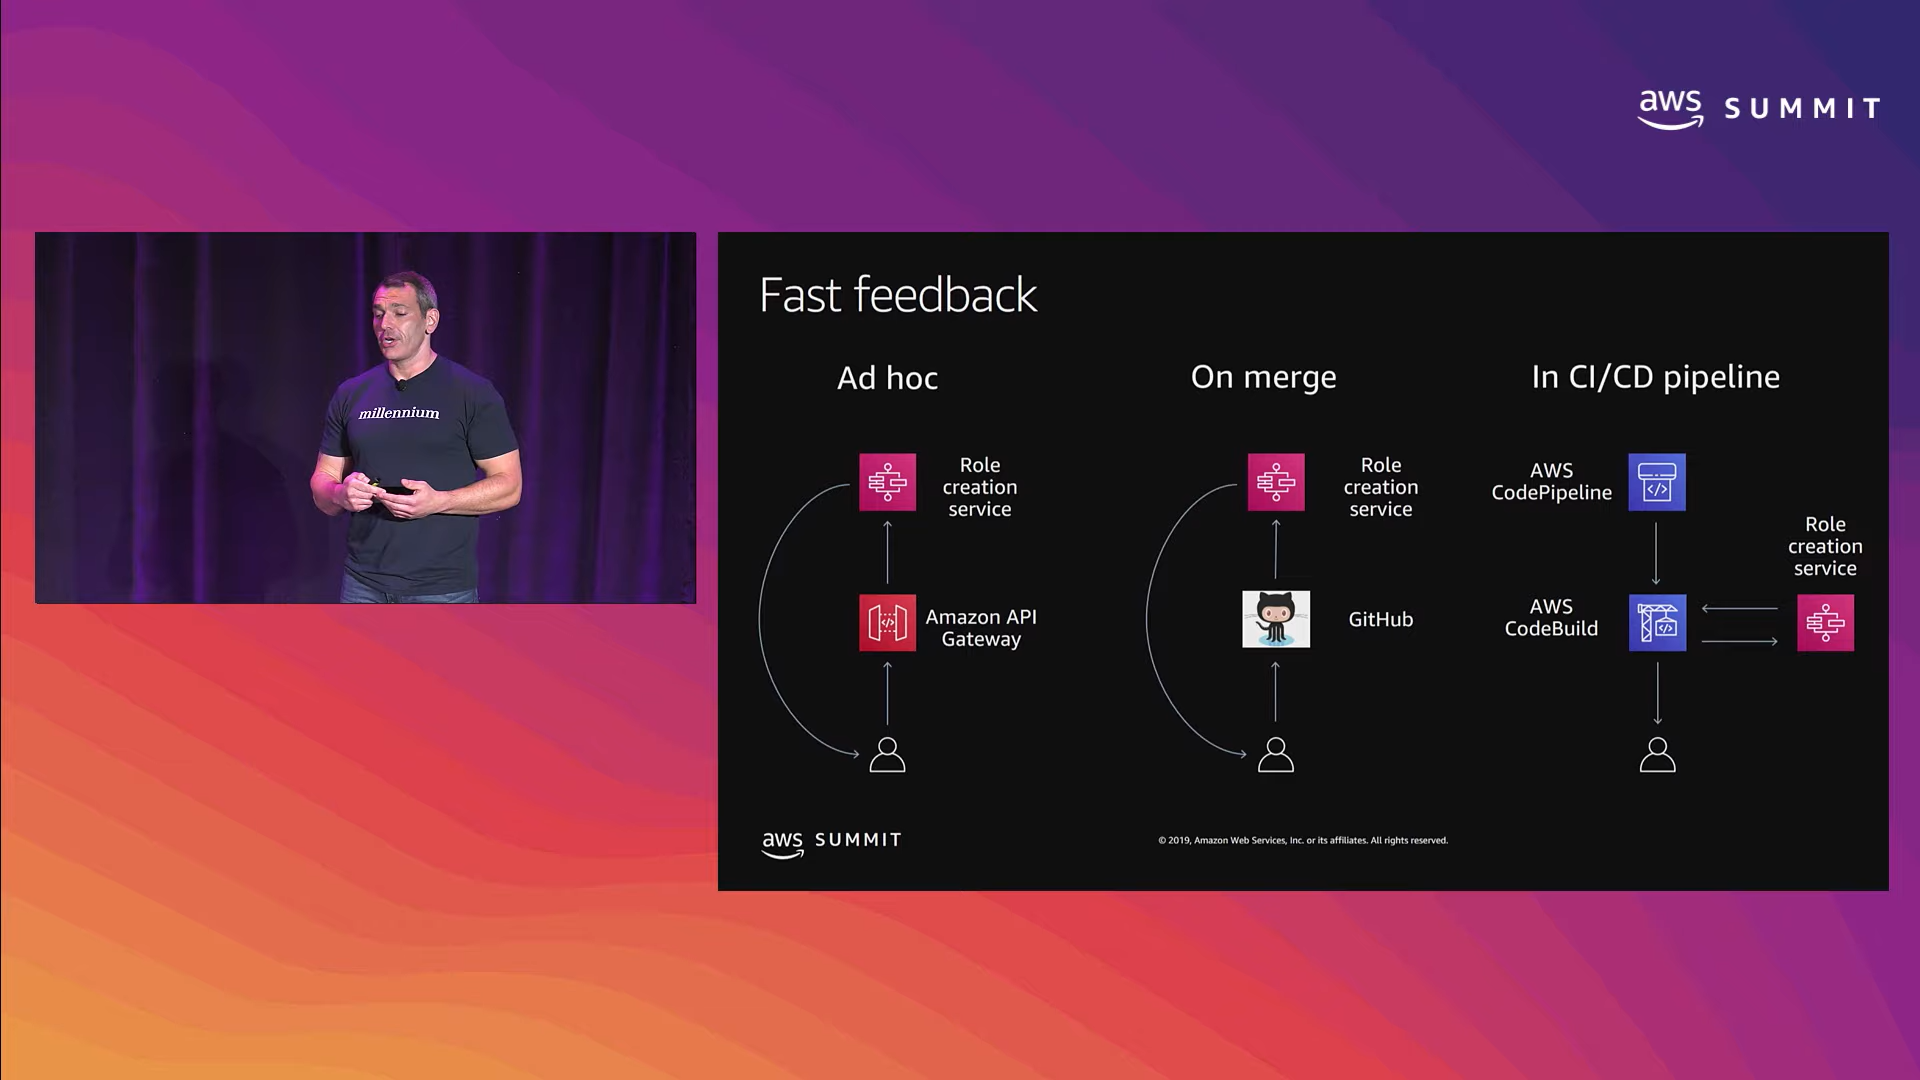 aws SUMMIT
millennium
Fast feedback
Ad hoc
Role
creation
service
Amazon API
Gateway
On merge
Role
creation
service
GitHub
In CI/CD pipeline
AWS
CodePipeline
AWS
CodeBuild
Role
creation
service
aws SUMMIT
© 2019, Amazon Web Services, Inc. or its affiliates. All rights reserved.